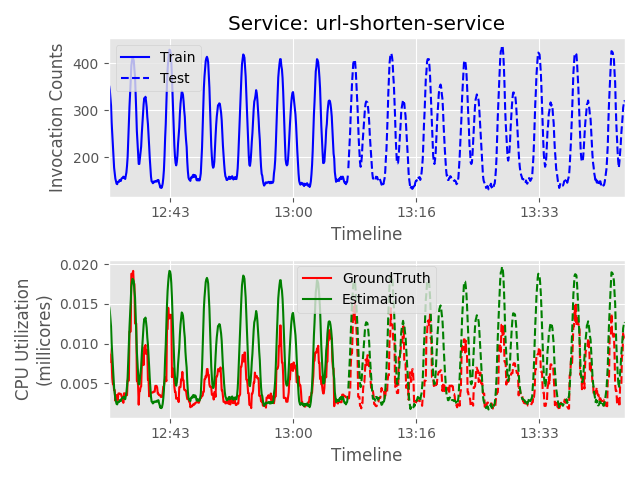 Service: url-shorten-service
Invocation Counts
400
300
200
Train
Test
12:43
13:00
13:16
13:33
Timeline
CPU Utilization
(millicores)
0.020
0.015
0.010
0.005
GroundTruth
Estimation
12:43
13:00
13:16
13:33
Timeline